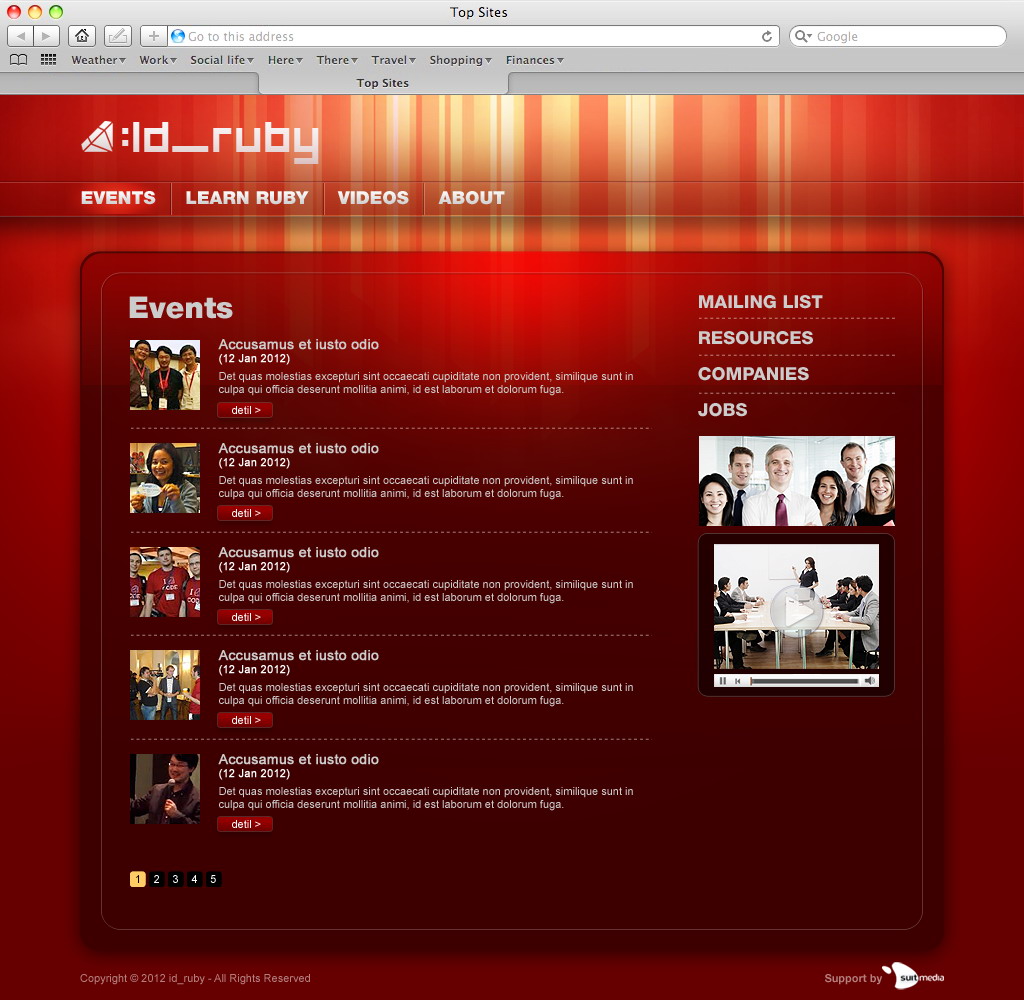 Top Sites
Go to this address
Google
Weather Work Social life Here There Travel Shopping Finances
Top Sites
:Id_ruby
EVENTS LEARN RUBY VIDEOS ABOUT
Events
Accusamus et iusto odio
(12 Jan 2012)
Det quas molestias excepturi sint occaecati cupiditate non provident, similique sunt in
culpa qui officia deserunt mollitia animi, id est laborum et dolorum fuga.
detil >
Accusamus et iusto odio
(12 Jan 2012)
Det quas molestias excepturi sint occaecati cupiditate non provident, similique sunt in
culpa qui officia deserunt mollitia animi, id est laborum et dolorum fuga.
detil >
Accusamus et iusto odio
(12 Jan 2012)
Det quas molestias excepturi sint occaecati cupiditate non provident, similique sunt in
culpa qui officia deserunt mollitia animi, id est laborum et dolorum fuga.
detil >
Accusamus et iusto odio
(12 Jan 2012)
Det quas molestias excepturi sint occaecati cupiditate non provident, similique sunt in
culpa qui officia deserunt mollitia animi, id est laborum et dolorum fuga.
detil >
Accusamus et iusto odio
(12 Jan 2012)
Det quas molestias excepturi sint occaecati cupiditate non provident, similique sunt in
culpa qui officia deserunt mollitia animi, id est laborum et dolorum fuga.
detil >
1 2 3 4 5
MAILING LIST
RESOURCES
COMPANIES
JOBS
Copyright © 2012 id_ruby - All Rights Reserved
Support by suitmedia